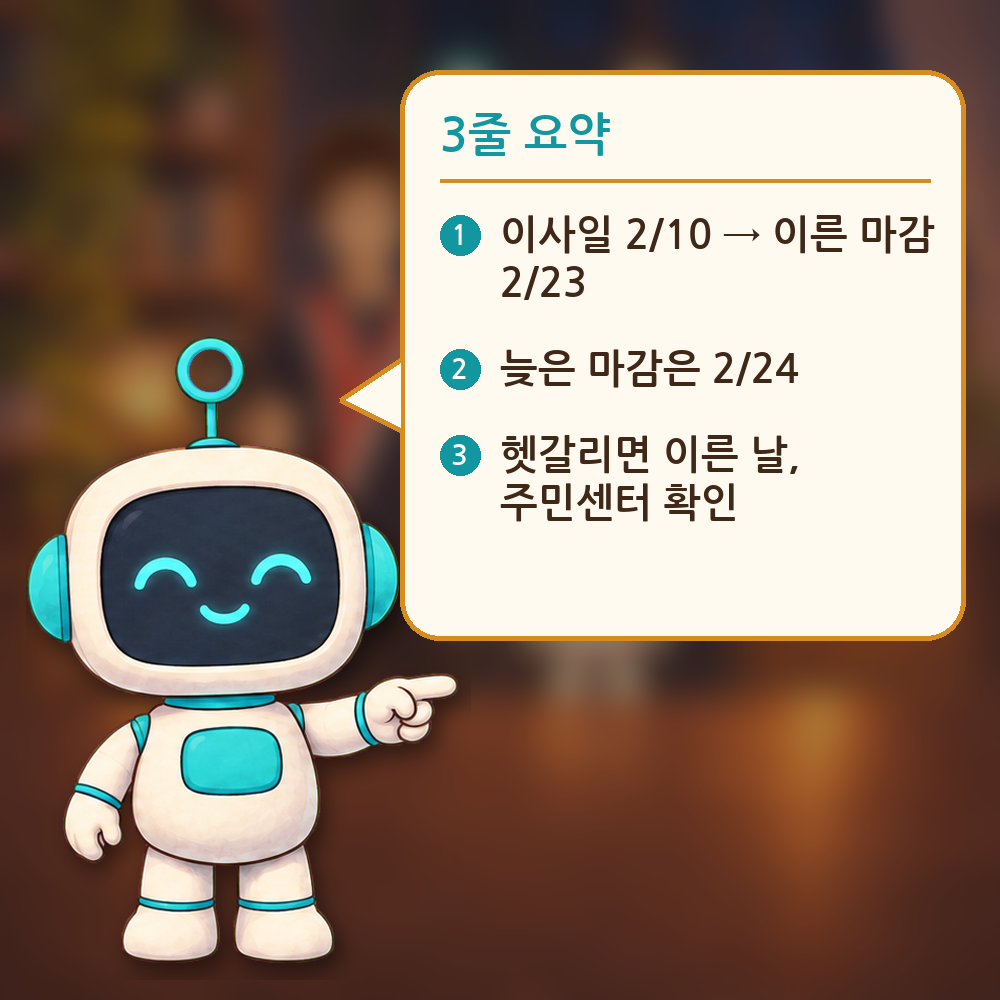 3줄 요약
1 이사일 2/10 → 이른 마감
2/23
2 늦은 마감은 2/24
3 헷갈리면 이른 날,
주민센터 확인